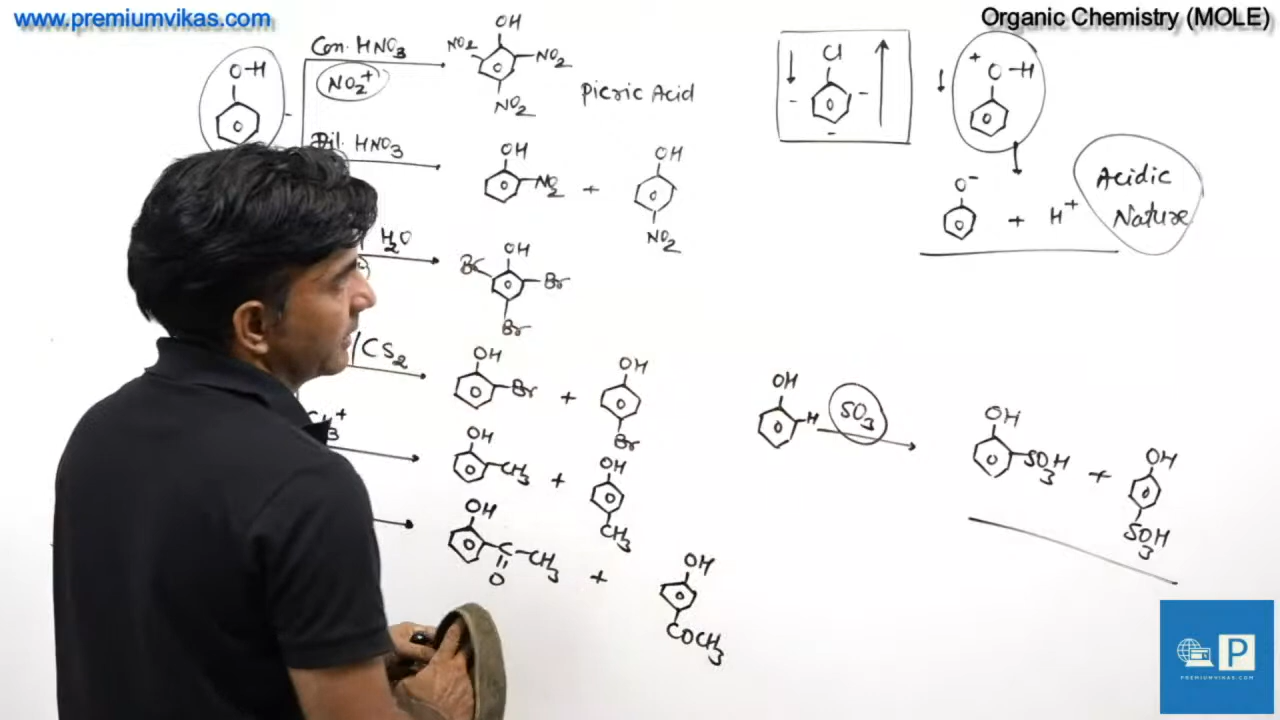 www.premiumvikas.com
Organic Chemistry (MOLE)
Con. HNO3
NO2+
OH
NO2
NO2
NO2
Picric Acid
O-H
Dil. HNO3
OH
NO2
+
OH
NO2
H2O
OH
Br
Br
Br
/CS2
OH
Br
+
OH
Br
CH3+
OH
CH3
+
OH
CH3
OH
C-CH3
O
+
OH
COCH3
Cl
-
-
-
+
O-H
O-
+ H+
Acidic
Nature
OH
H
SO3
OH
SO3H
+
OH
SO3H
P
PREMIUMVIKAS.COM